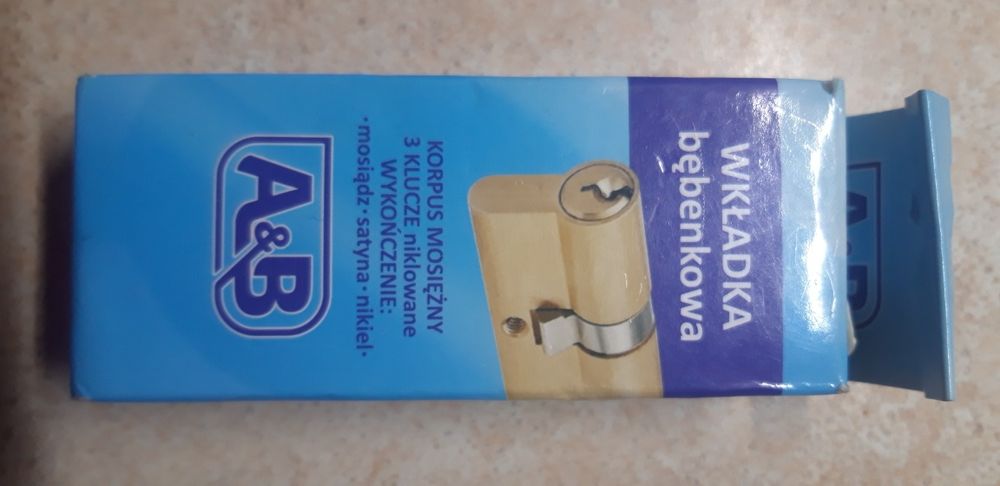 WKŁADKA
bębenkowa
KORPUS MOSIĘŻNY
3 KLUCZE niklowane
WYKOŃCZENIE:
·mosiądz·satyna·nikiel·
A&B
A&B